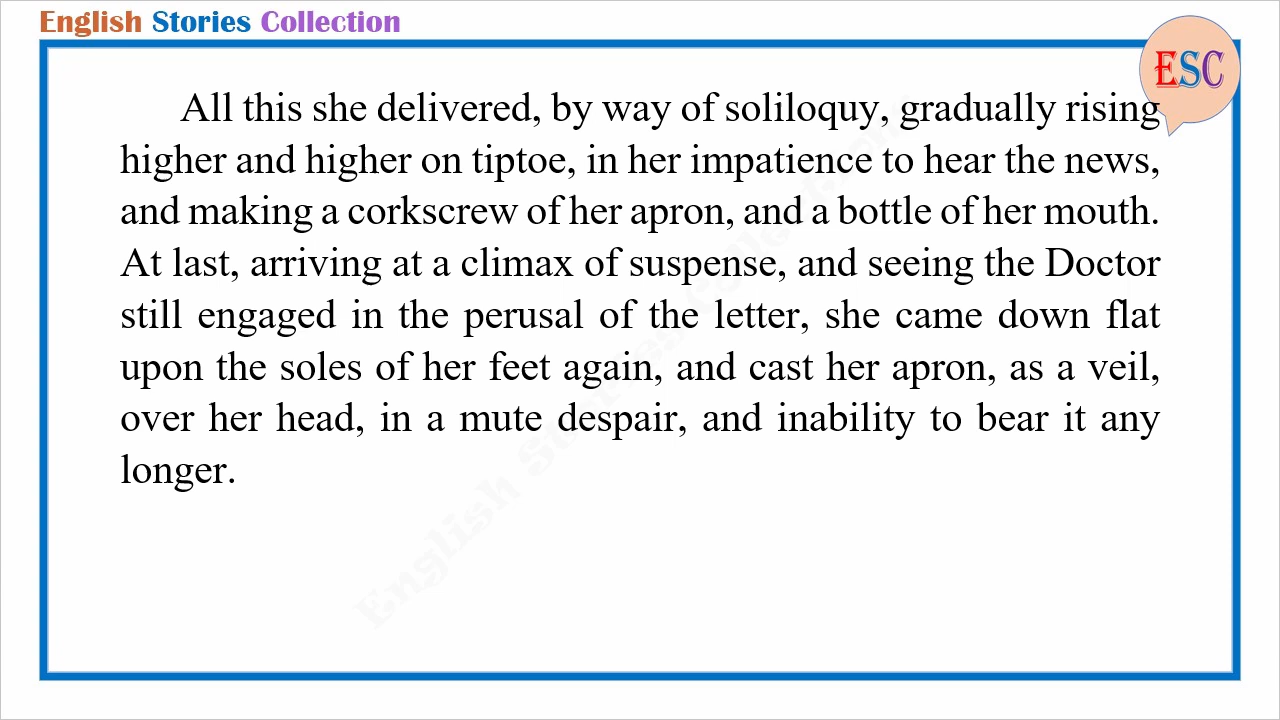 English Stories Collection
ESC
All this she delivered, by way of soliloquy, gradually rising
higher and higher on tiptoe, in her impatience to hear the news,
and making a corkscrew of her apron, and a bottle of her mouth.
At last, arriving at a climax of suspense, and seeing the Doctor
still engaged in the perusal of the letter, she came down flat
upon the soles of her feet again, and cast her apron, as a veil,
over her head, in a mute despair, and inability to bear it any
longer.